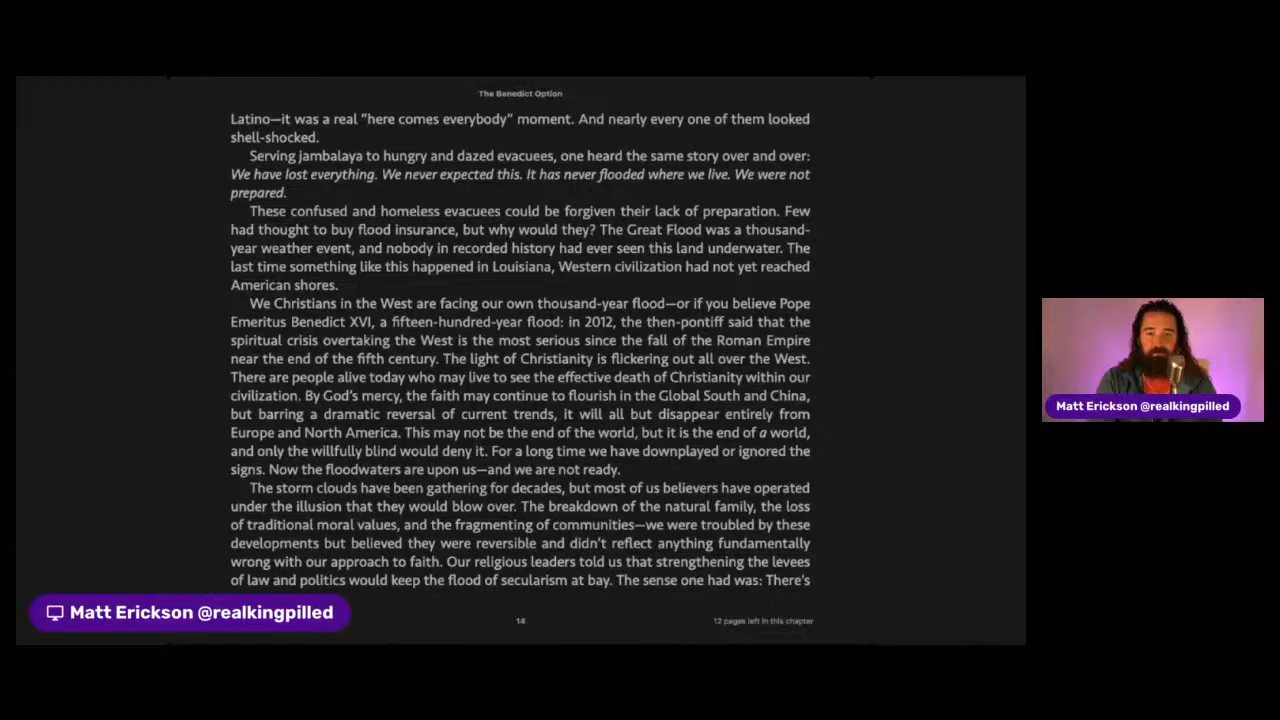 The Benedict Option
Latino—it was a real "here comes everybody" moment. And nearly every one of them looked
shell-shocked.
Serving jambalaya to hungry and dazed evacuees, one heard the same story over and over:
We have lost everything. We never expected this. It has never flooded where we live. We were not
prepared.
These confused and homeless evacuees could be forgiven their lack of preparation. Few
had thought to buy flood insurance, but why would they? The Great Flood was a thousand-
year weather event, and nobody in recorded history had ever seen this land underwater. The
last time something like this happened in Louisiana, Western civilization had not yet reached
American shores.
We Christians in the West are facing our own thousand-year flood—or if you believe Pope
Emeritus Benedict XVI, a fifteen-hundred-year flood: in 2012, the then-pontiff said that the
spiritual crisis overtaking the West is the most serious since the fall of the Roman Empire
near the end of the fifth century. The light of Christianity is flickering out all over the West.
There are people alive today who may live to see the effective death of Christianity within our
civilization. By God's mercy, the faith may continue to flourish in the Global South and China,
but barring a dramatic reversal of current trends, it will all but disappear entirely from
Europe and North America. This may not be the end of the world, but it is the end of a world,
and only the willfully blind would deny it. For a long time we have downplayed or ignored the
signs. Now the floodwaters are upon us—and we are not ready.
The storm clouds have been gathering for decades, but most of us believers have operated
under the illusion that they would blow over. The breakdown of the natural family, the loss
of traditional moral values, and the fragmenting of communities—we were troubled by these
developments but believed they were reversible and didn't reflect anything fundamentally
wrong with our approach to faith. Our religious leaders told us that strengthening the levees
of law and politics would keep the flood of secularism at bay. The sense one had was: There's
14
12 pages left in this chapter
Matt Erickson @realkingpilled
Matt Erickson @realkingpilled